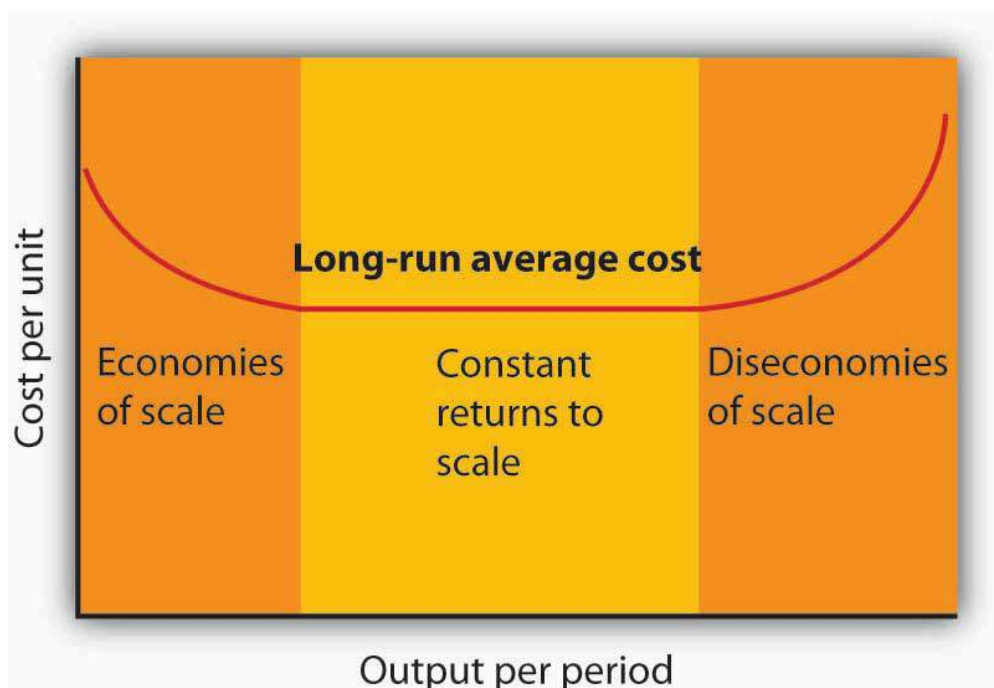 Cost per unit
Long-run average cost
Economies
of scale
Constant
returns to
scale
Diseconomies
of scale
Output per period